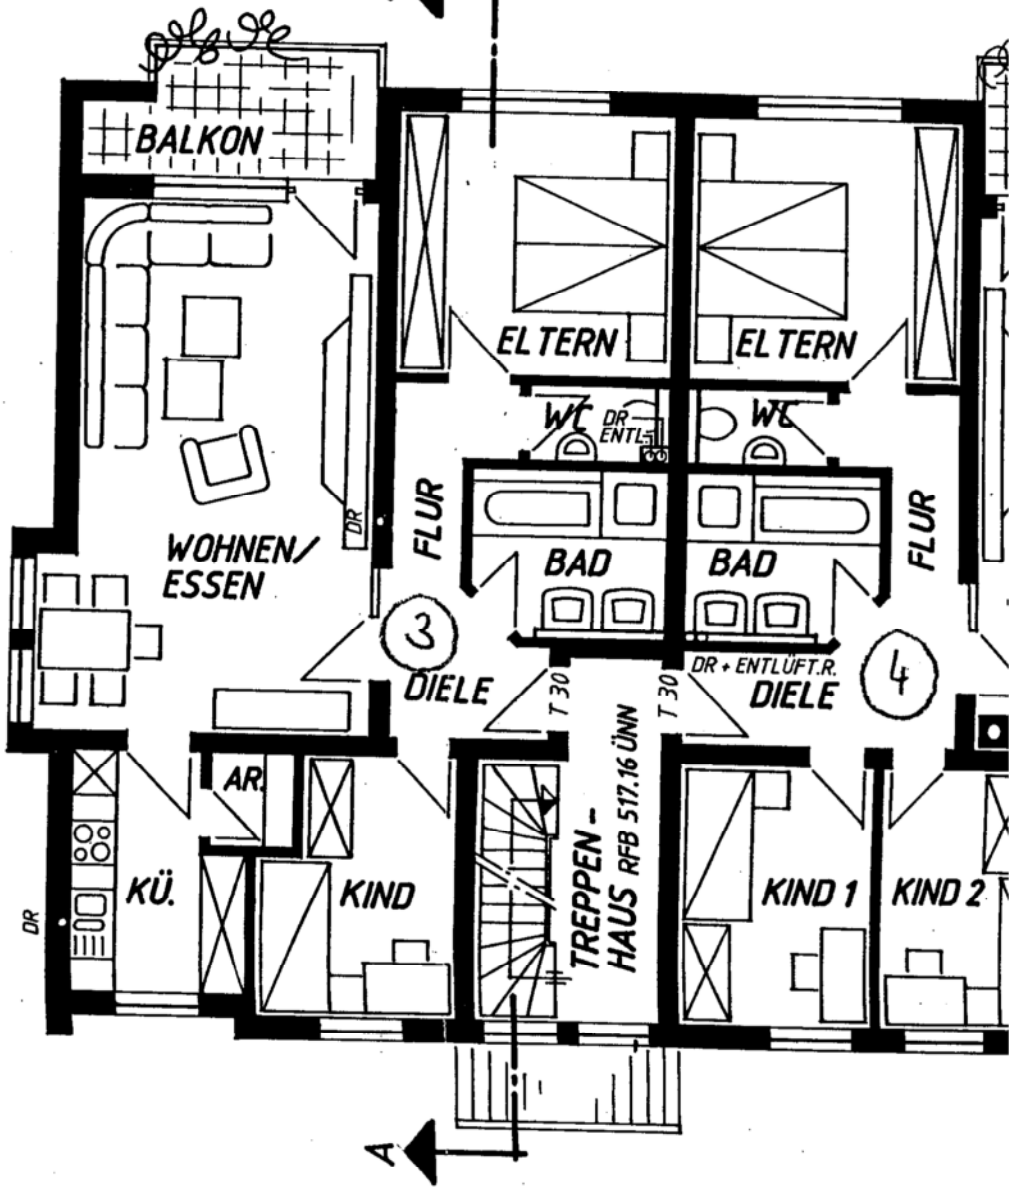 BALKON
ELTERN
ELTERN
WC
DR
ENTL.
WC
FLUR
DR
FLUR
WOHNEN/
ESSEN
BAD
BAD
3
4
DIELE
T 30
T 30
DR + ENTLÜFT.R.
DIELE
AR.
KÜ.
KIND
TREPPEN-
HAUS RFB 517.16 ÜNN
KIND 1
KIND 2
DR
A